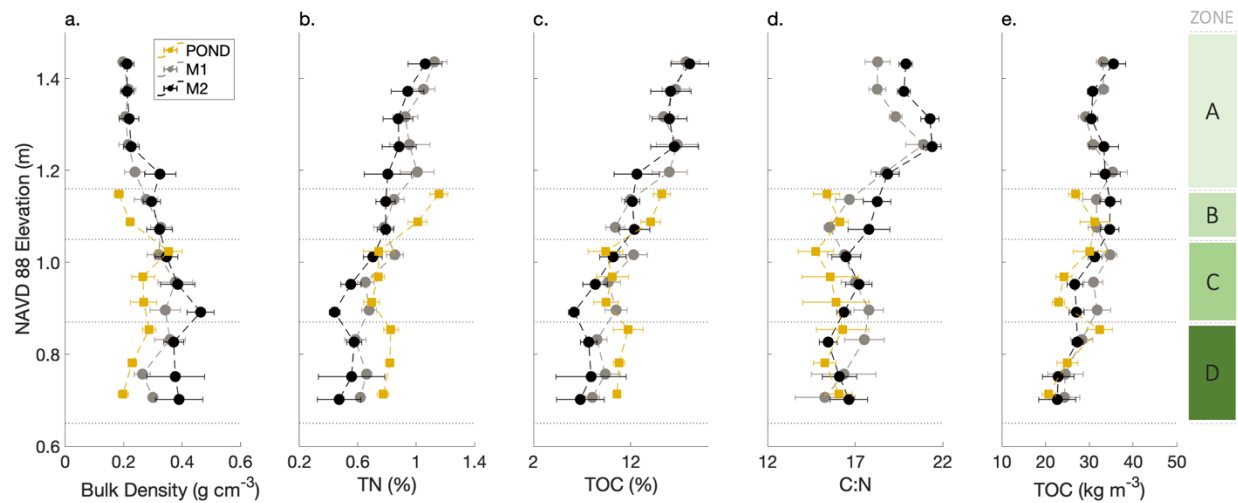 a.
b.
c.
d.
e.
ZONE
POND
M1
M2
NAVD 88 Elevation (m)
1.4
1.2
1.0
0.8
0.6
A
B
C
D
0 0.2 0.4 0.6
0.2 0.6 1 1.4
2 12
12 17 22
10 20 30 40 50
Bulk Density (g cm⁻³)
TN (%)
TOC (%)
C:N
TOC (kg m⁻³)